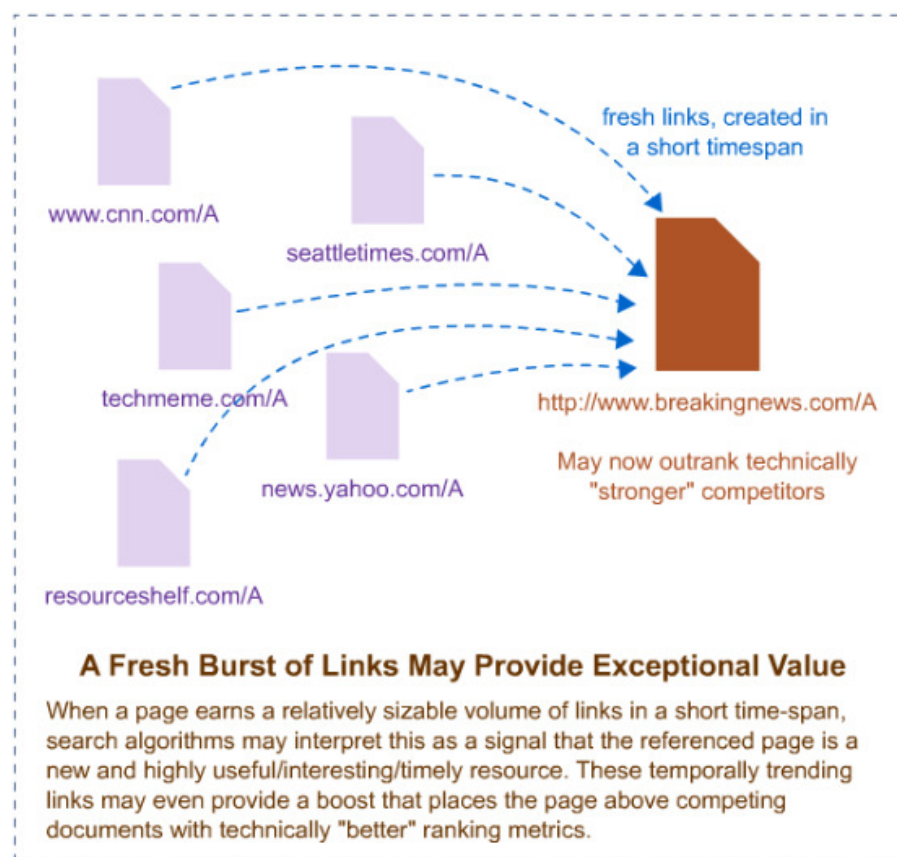 fresh links, created in
a short timespan
www.cnn.com/A
seattletimes.com/A
techmeme.com/A
http://www.breakingnews.com/A
May now outrank technically
"stronger" competitors
news.yahoo.com/A
resourceshelf.com/A
A Fresh Burst of Links May Provide Exceptional Value
When a page earns a relatively sizable volume of links in a short time-span,
search algorithms may interpret this as a signal that the referenced page is a
new and highly useful/interesting/timely resource. These temporally trending
links may even provide a boost that places the page above competing
documents with technically "better" ranking metrics.